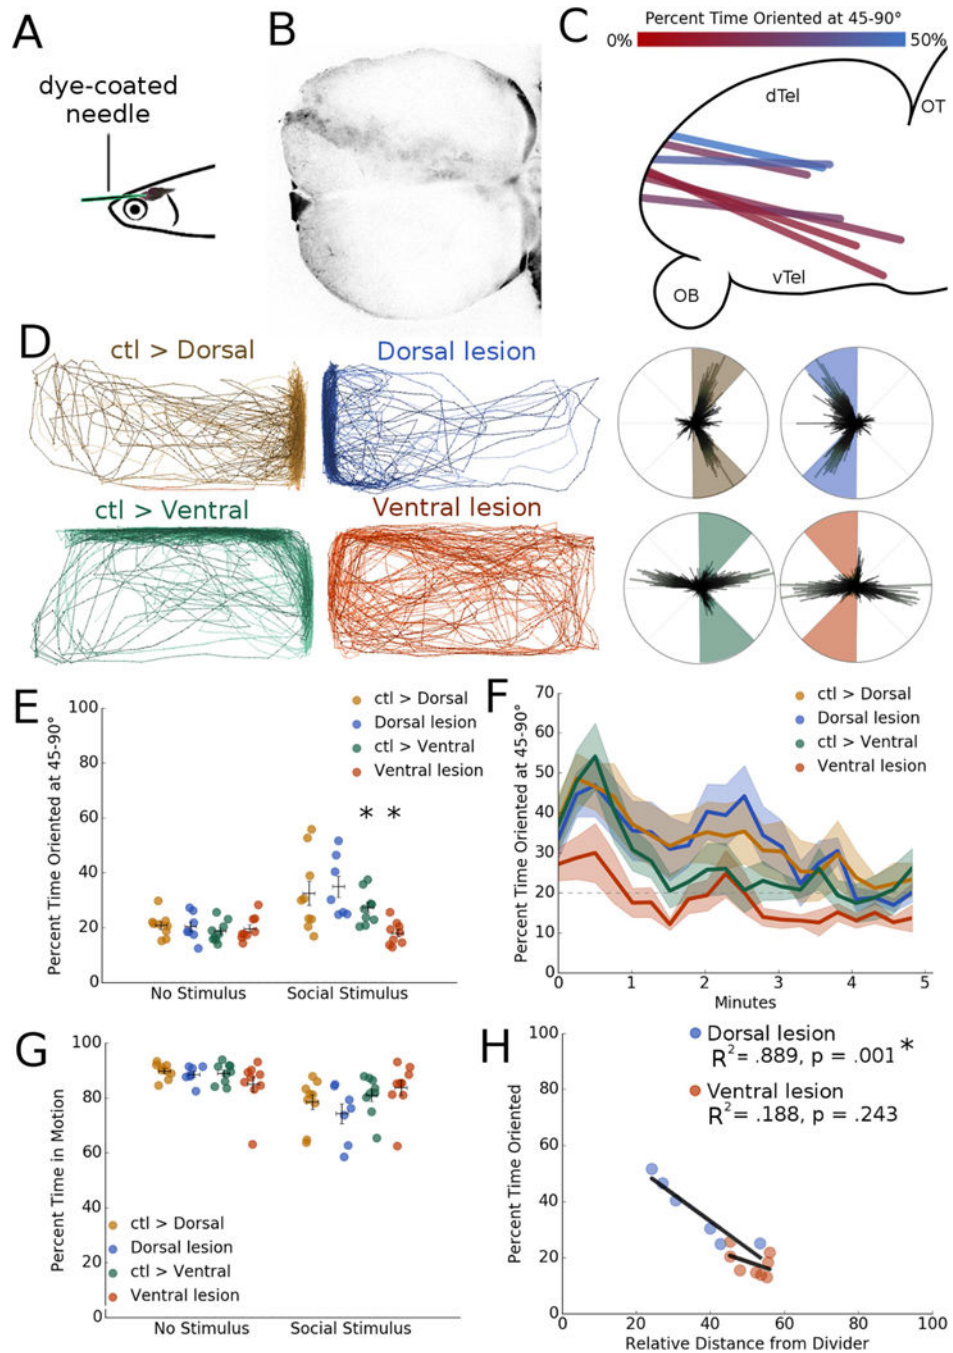 A
dye-coated
needle
B
C
Percent Time Oriented at 45-90°
0%
50%
dTel
OT
vTel
OB
D
ctl > Dorsal
Dorsal lesion
ctl > Ventral
Ventral lesion
E
Percent Time Oriented at 45-90°
100
80
60
40
20
0
ctl > Dorsal
Dorsal lesion
ctl > Ventral
Ventral lesion
* *
No Stimulus
Social Stimulus
F
Percent Time Oriented at 45-90°
70
60
50
40
30
20
10
0
ctl > Dorsal
Dorsal lesion
ctl > Ventral
Ventral lesion
0 1 2 3 4 5
Minutes
G
Percent Time in Motion
100
80
60
40
20
0
ctl > Dorsal
Dorsal lesion
ctl > Ventral
Ventral lesion
No Stimulus
Social Stimulus
H
Percent Time Oriented
100
80
60
40
20
0
Dorsal lesion
R²= .889, p = .001 *
Ventral lesion
R²= .188, p = .243
0 20 40 60 80 100
Relative Distance from Divider